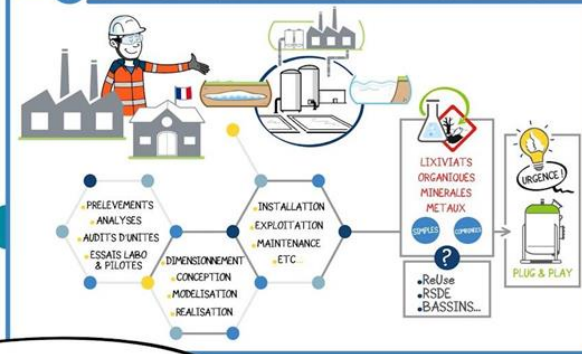 PRELEVEMENTS
ANALYSES
AUDITS D'UNITES
ESSAIS LABO
& PILOTES
DIMENSIONNEMENT
CONCEPTION
MODELISATION
REALISATION
INSTALLATION
EXPLOITATION
MAINTENANCE
ETC...
LIXIVIATS
ORGANIQUES
MINERALES
METAUX
SIMPLES
COMBINEES
?
ReUse
RSDE
BASSINS...
URGENCE!
PLUG & PLAY